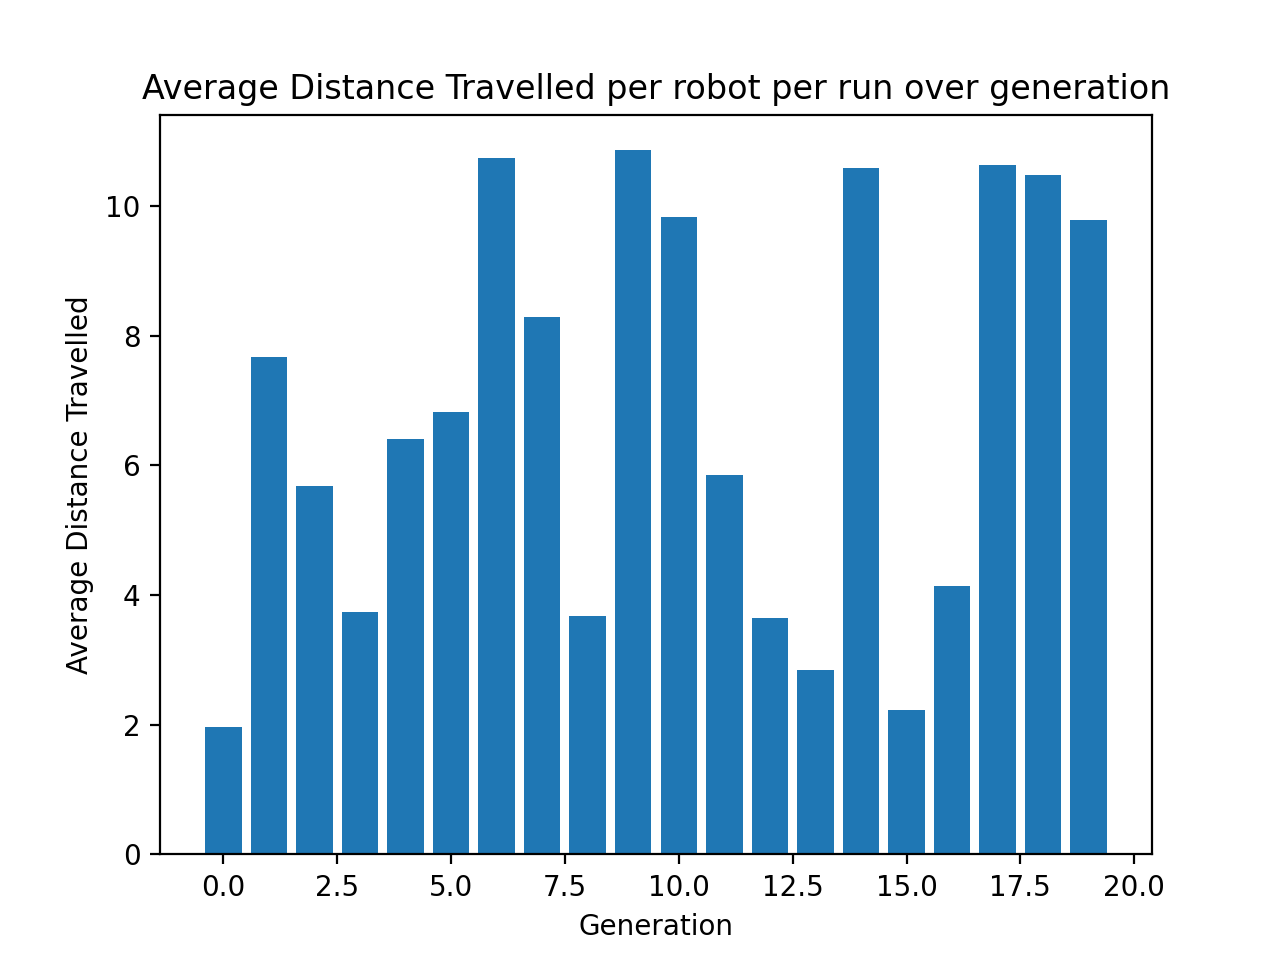 Average Distance Travelled per robot per run over generation
Average Distance Travelled
10
8
6
4
2
0
0.0 2.5 5.0 7.5 10.0 12.5 15.0 17.5 20.0
Generation